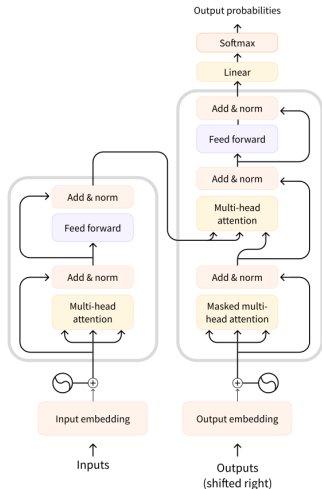 Output probabilities
Softmax
Linear
Add & norm
Feed forward
Add & norm
Multi-head
attention
Add & norm
Masked multi-
head attention
Output embedding
Outputs
(shifted right)
Add & norm
Feed forward
Add & norm
Multi-head
attention
Input embedding
Inputs